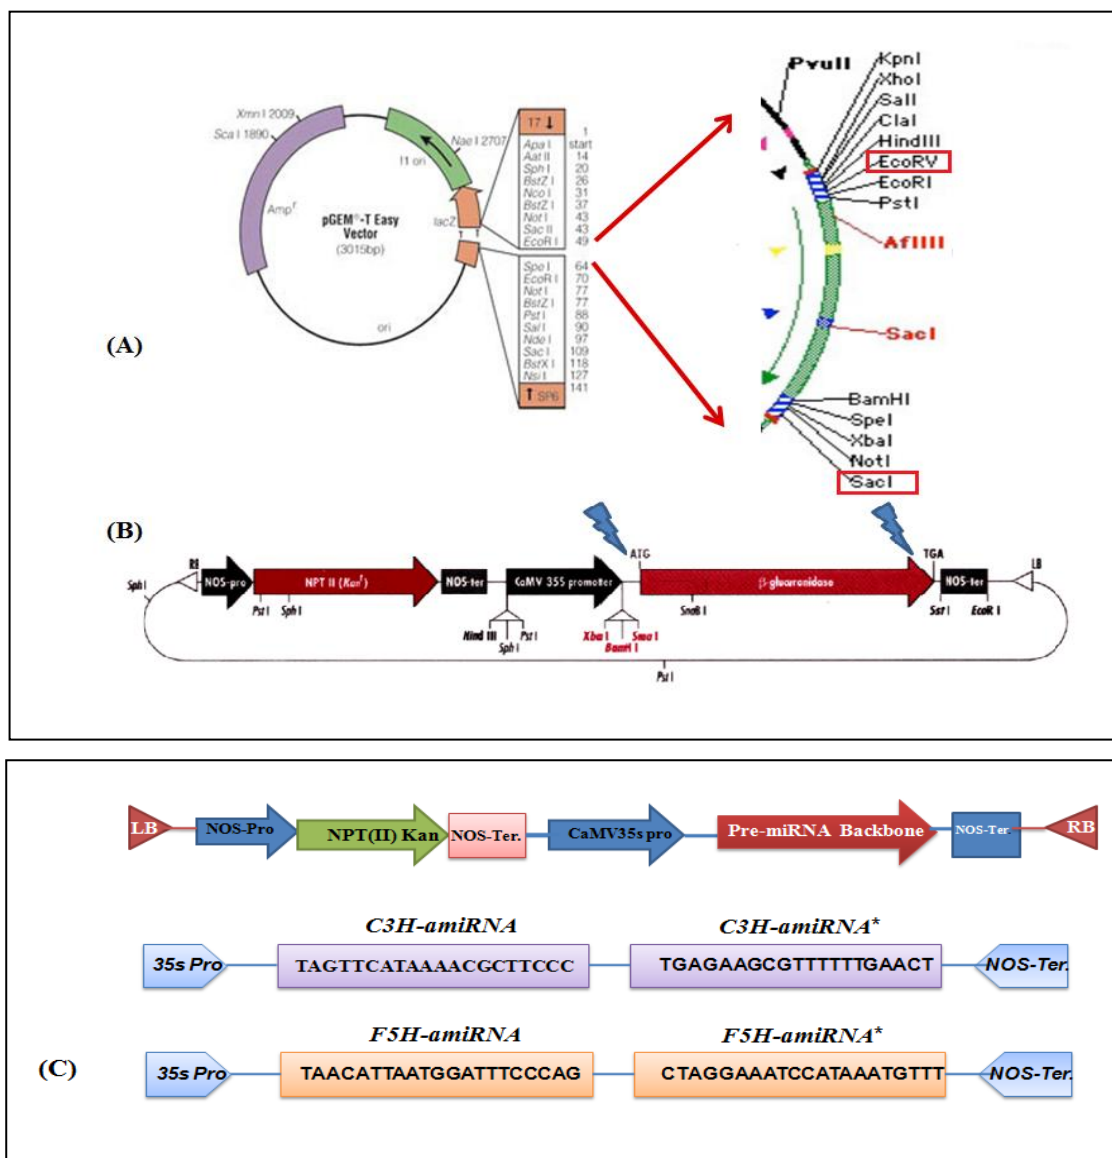 (A)
Xmn I 2009
Sca I 1890
Nae I 2707
f1 ori
Ampʳ
pGEM®-T Easy
Vector
(3015bp)
lacZ
T T
ori
T7 ↓
1
Apa I start
Aat II 14
Sph I 20
BstZ I 26
Nco I 31
BstZ I 37
Not I 43
Sac II 43
EcoR I 49
Spe I 64
EcoR I 70
Not I 77
BstZ I 77
Pst I 88
Sal I 90
Nde I 97
Sac I 109
BstX I 118
Nsi I 127
141
↑ SP6
PvuII
KpnI
XhoI
SalI
ClaI
HindIII
EcoRV
EcoRI
PstI
AflIII
SacI
BamHI
SpeI
XbaI
NotI
SacI
(B)
Sph I
RB
NOS-pro
NPT II (Kanʳ)
NOS-ter
CaMV 35S promoter
ATG
β-glucuronidase
TGA
NOS-ter
LB
Pst I
Sph I
Hind III
Sph I
Pst I
Xba I
BamH I
Sma I
SnaB I
Sst I
EcoR I
Pst I
LB
NOS-Pro
NPT(II) Kan
NOS-Ter.
CaMV35s pro
Pre-miRNA Backbone
NOS-Ter.
RB
C3H-amiRNA C3H-amiRNA*
35s Pro TAGTTCATAAAACGCTTCCC TGAGAAGCGTTTTTTGAACT NOS-Ter.
F5H-amiRNA F5H-amiRNA*
(C)
35s Pro TAACATTAATGGATTTCCCAG CTAGGAAATCCATAAATGTTT NOS-Ter.